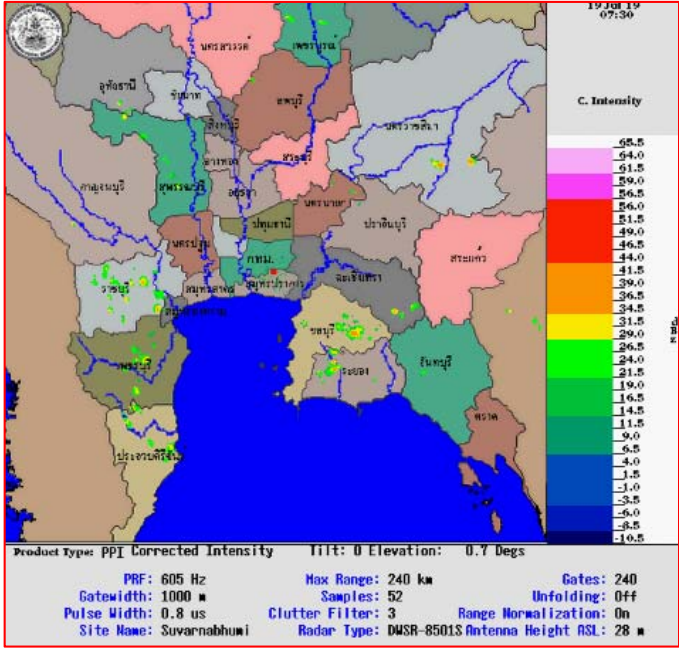 19 Jul 19
07:30
C. Intensity
นครสวรรค์
เพชรบูรณ์
อุทัยธานี
ชัยนาท
ลพบุรี
สิงหบุรี
นครราชสีมา
อ่างทอง
สระบุรี
กาญจนบุรี
สุพรรณบุรี
อยุธยา
นครนายก
ปราจีนบุรี
ปทุมธานี
นครปฐม
กทม.
สระแก้ว
ฉะเชิงเทรา
ราชบุรี
สมุทรสาคร
สมุทรปราการ
สมุทรสงคราม
ชลบุรี
จันทบุรี
เพชรบุรี
ระยอง
ตราด
ประจวบคีรีขันธ์
65.5
64.0
61.5
59.0
56.5
54.0
51.5
49.0
46.5
44.0
41.5
39.0
36.5
34.0
31.5
29.0
26.5
24.0
21.5
19.0
16.5
14.5
11.5
9.0
6.5
4.0
1.5
-1.0
-3.5
-6.0
-8.5
-10.5
Product Type: PPI Corrected Intensity Tilt: 0 Elevation: 0.7 Degs
PRF: 605 Hz Max Range: 240 km Gates: 240
Gatewidth: 1000 m Samples: 52 Unfolding: Off
Pulse Width: 0.8 us Clutter Filter: 3 Range Normalization: On
Site Name: Suvarnabhumi Radar Type: DWSR-8501S Antenna Height ASL: 28 m